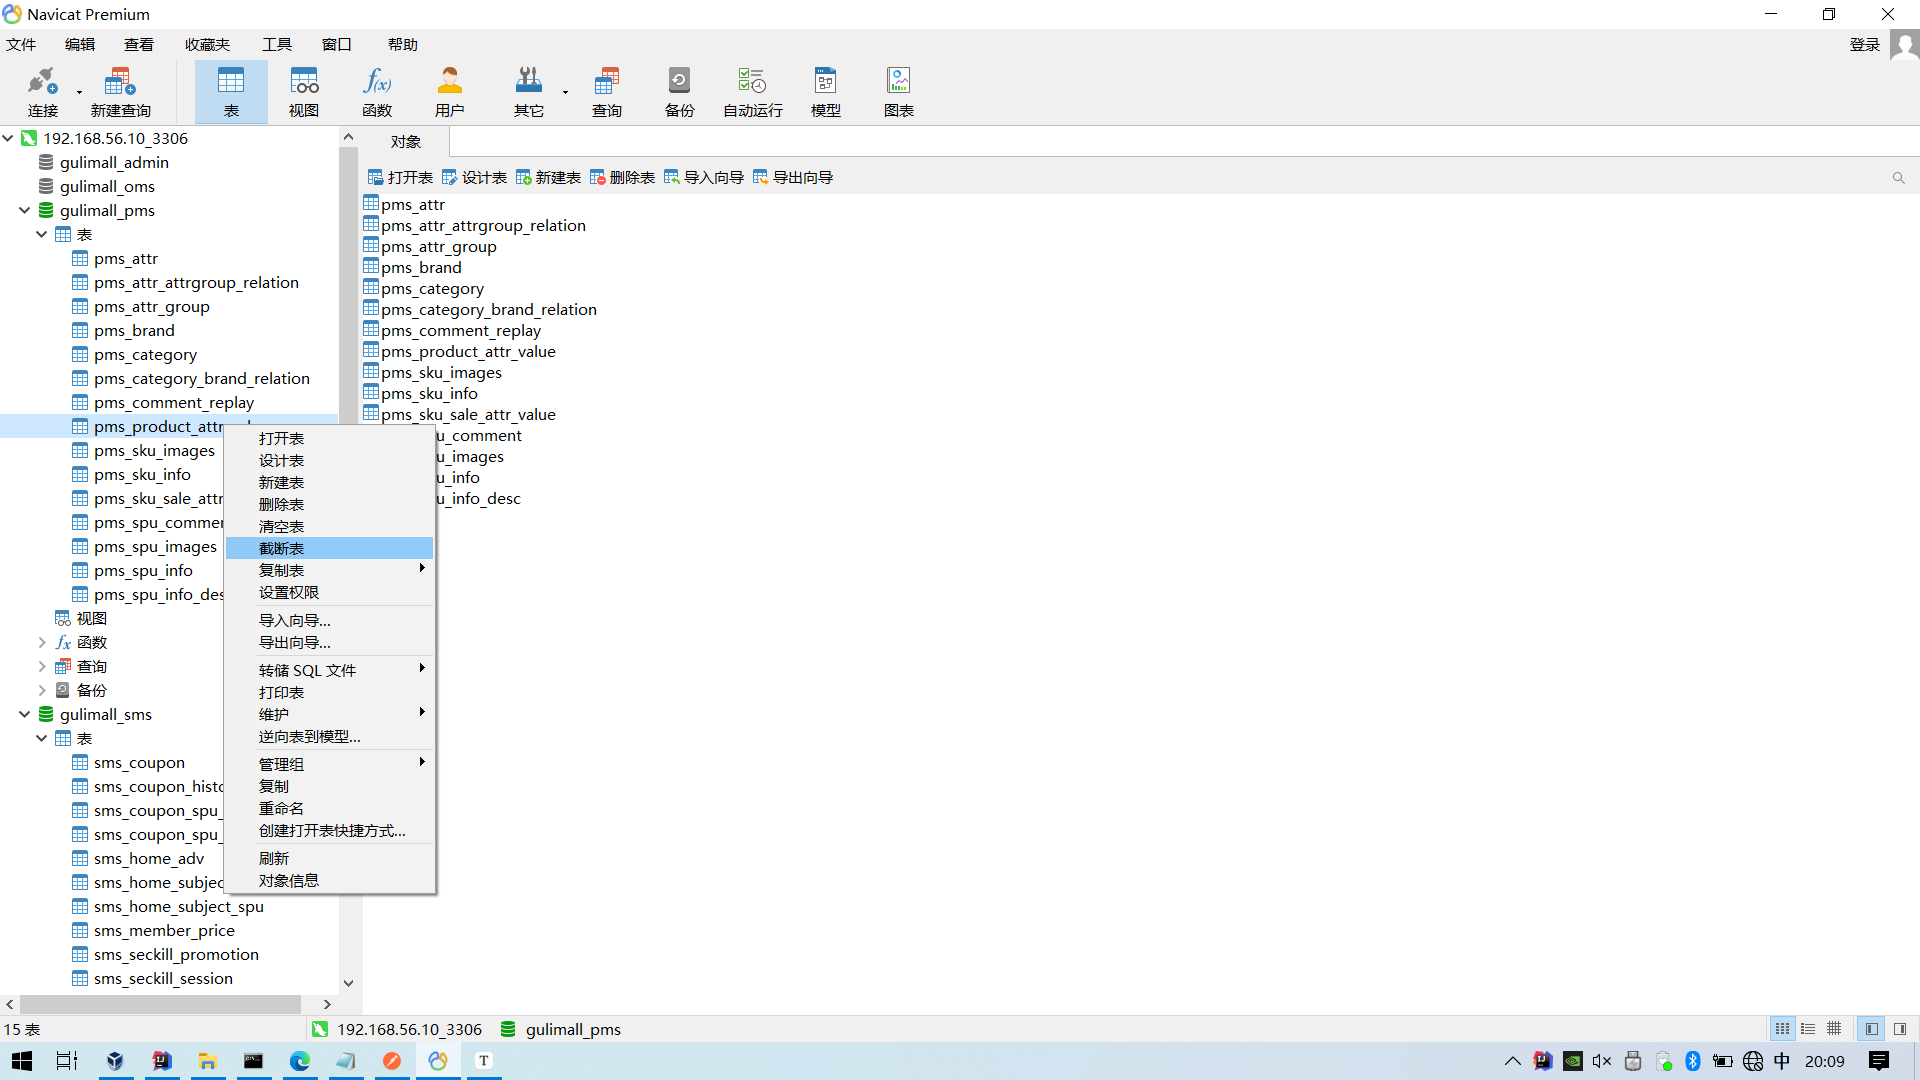 Navicat Premium
文件 编辑 查看 收藏夹 工具 窗口 帮助 登录
连接 新建查询 表 视图 函数 用户 其它 查询 备份 自动运行 模型 图表
192.168.56.10_3306
gulimall_admin
gulimall_oms
gulimall_pms
表
pms_attr
pms_attr_attrgroup_relation
pms_attr_group
pms_brand
pms_category
pms_category_brand_relation
pms_comment_replay
pms_product_attr
pms_sku_images
pms_sku_info
pms_sku_sale_attr
pms_spu_commer
pms_spu_images
pms_spu_info
pms_spu_info_des
视图
函数
查询
备份
gulimall_sms
表
sms_coupon
sms_coupon_histo
sms_coupon_spu_
sms_coupon_spu_
sms_home_adv
sms_home_subjec
sms_home_subject_spu
sms_member_price
sms_seckill_promotion
sms_seckill_session
对象
打开表 设计表 新建表 删除表 导入向导 导出向导
pms_attr
pms_attr_attrgroup_relation
pms_attr_group
pms_brand
pms_category
pms_category_brand_relation
pms_comment_replay
pms_product_attr_value
pms_sku_images
pms_sku_info
pms_sku_sale_attr_value
u_comment
u_images
u_info
u_info_desc
打开表
设计表
新建表
删除表
清空表
截断表
复制表
设置权限
导入向导...
导出向导...
转储 SQL 文件
打印表
维护
逆向表到模型...
管理组
复制
重命名
创建打开表快捷方式...
刷新
对象信息
15 表 192.168.56.10_3306 gulimall_pms
中 20:09